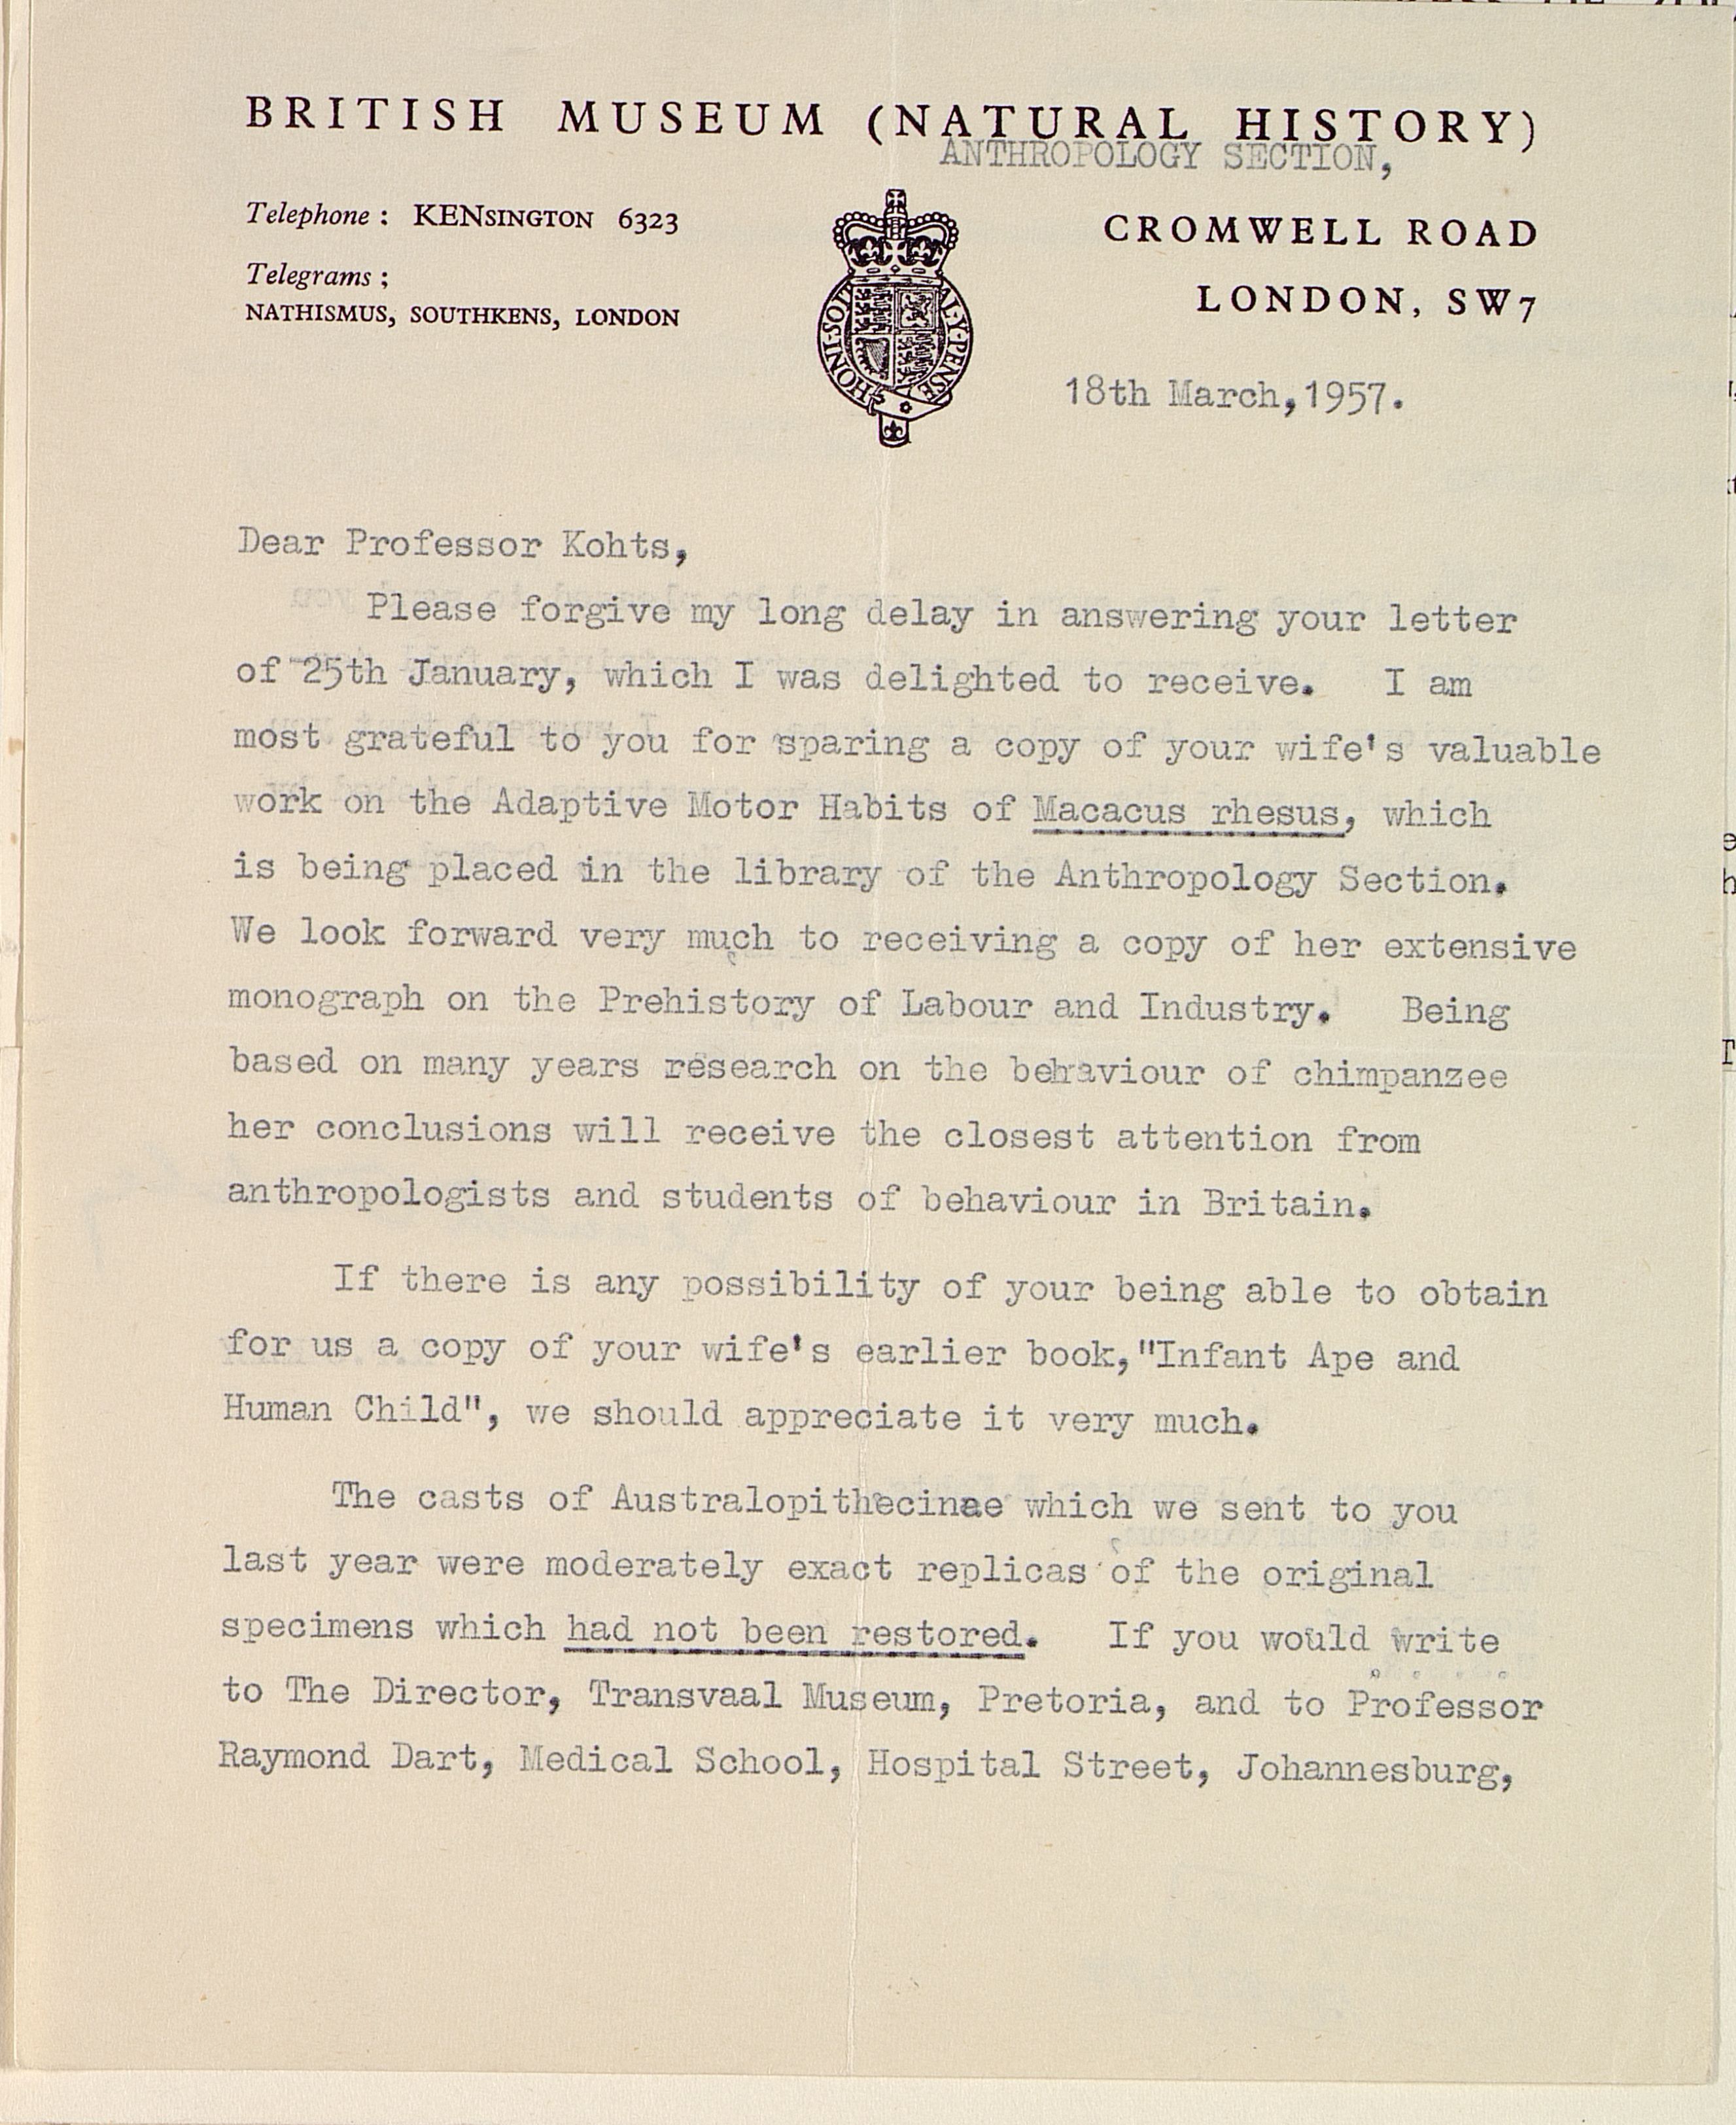 BRITISH MUSEUM (NATURAL HISTORY)
ANTHROPOLOGY SECTION,
Telephone: KENSINGTON 6323
Telegrams;
NATHISMUS, SOUTHKENS, LONDON
HONI·SOIT MAL·Y·PENSE
CROMWELL ROAD
LONDON, SW7
18th March,1957.
Dear Professor Kohts,
Please forgive my long delay in answering your letter
of 25th January, which I was delighted to receive. I am
most grateful to you for sparing a copy of your wife's valuable
work on the Adaptive Motor Habits of Macacus rhesus, which
is being placed in the library of the Anthropology Section.
We look forward very much to receiving a copy of her extensive
monograph on the Prehistory of Labour and Industry. Being
based on many years research on the behaviour of chimpanzee
her conclusions will receive the closest attention from
anthropologists and students of behaviour in Britain.
If there is any possibility of your being able to obtain
for us a copy of your wife's earlier book,"Infant Ape and
Human Child", we should appreciate it very much.
The casts of Australopithecinae which we sent to you
last year were moderately exact replicas of the original
specimens which had not been restored. If you would write
to The Director, Transvaal Museum, Pretoria, and to Professor
Raymond Dart, Medical School, Hospital Street, Johannesburg,